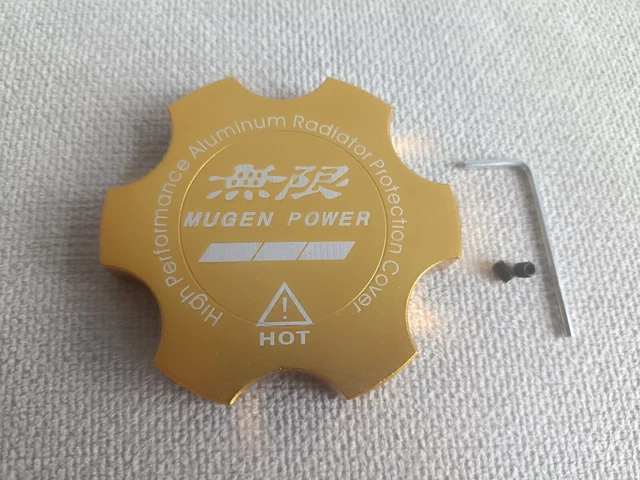 High Performance Aluminum Radiator Protection Cover
無限
MUGEN POWER
!
HOT